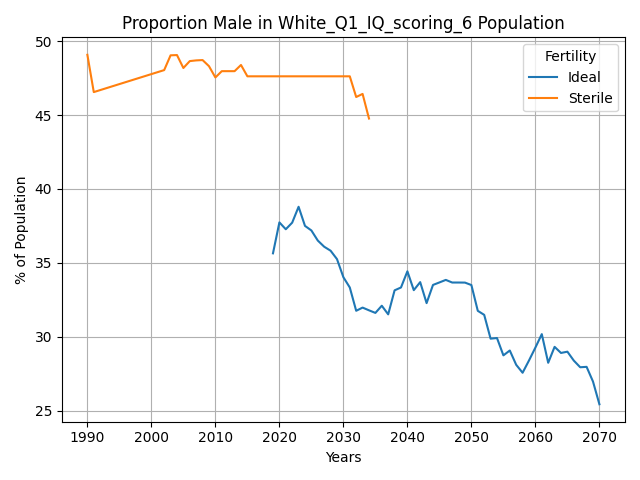 Proportion Male in White_Q1_IQ_scoring_6 Population
50
45
40
35
30
25
% of Population
Fertility
Ideal
Sterile
1990 2000 2010 2020 2030 2040 2050 2060 2070
Years